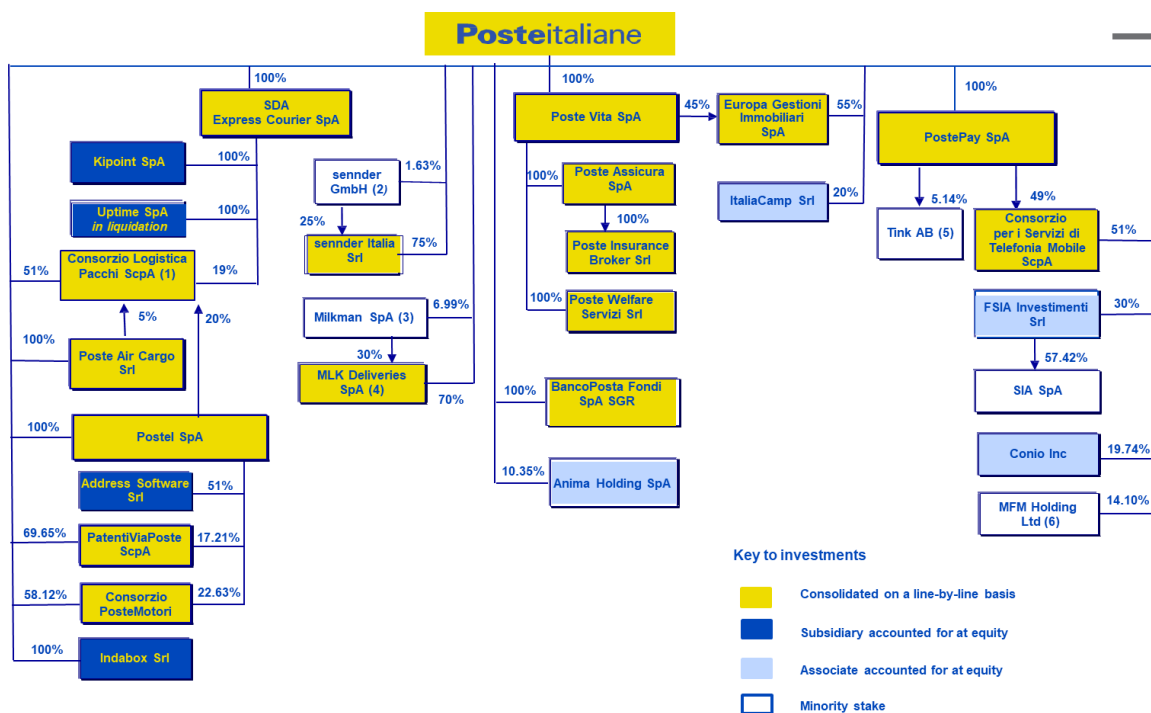 Posteitaliane
100%
SDA
Express Courier SpA
Kipoint SpA
100%
Uptime SpA
in liquidation
100%
51%
Consorzio Logistica
Pacchi ScpA (1)
19%
5%
20%
100%
Poste Air Cargo
Srl
100%
Postel SpA
Address Software
Srl
51%
69.65%
PatentiViaPoste
ScpA
17.21%
58.12%
Consorzio
PosteMotori
22.63%
100%
Indabox Srl
1.63%
sennder
GmbH (2)
25%
sennder Italia
Srl
75%
6.99%
Milkman SpA (3)
30%
MLK Deliveries
SpA (4)
70%
100%
Poste Vita SpA
45%
Europa Gestioni
Immobiliari
SpA
55%
100%
Poste Assicura
SpA
100%
Poste Insurance
Broker Srl
100%
Poste Welfare
Servizi Srl
ItaliaCamp Srl
20%
100%
BancoPosta Fondi
SpA SGR
10.35%
Anima Holding SpA
100%
PostePay SpA
5.14%
49%
Tink AB (5)
Consorzio
per i Servizi di
Telefonia Mobile
ScpA
51%
FSIA Investimenti
Srl
30%
57.42%
SIA SpA
Conio Inc
19.74%
MFM Holding
Ltd (6)
14.10%
Key to investments
Consolidated on a line-by-line basis
Subsidiary accounted for at equity
Associate accounted for at equity
Minority stake